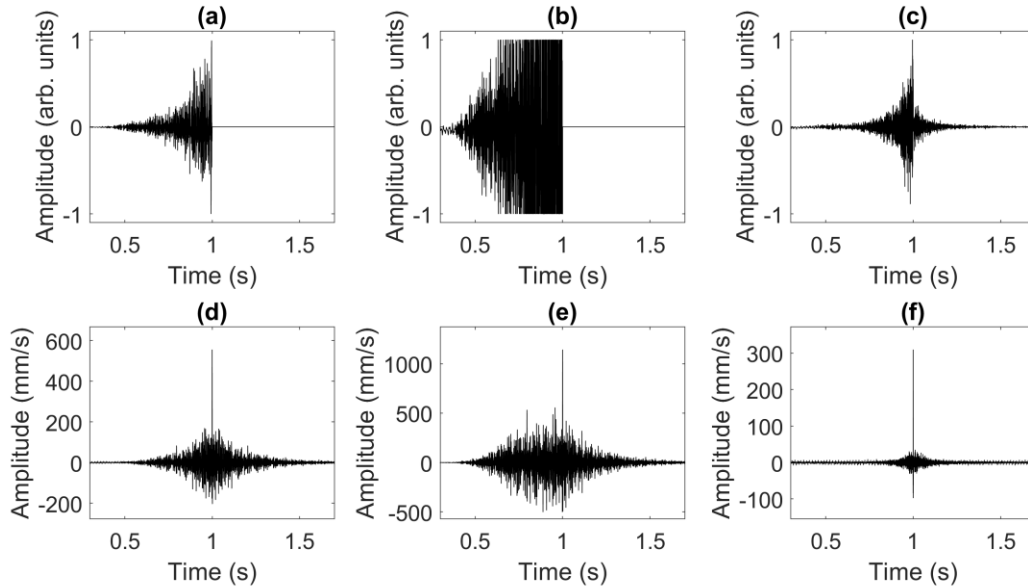 (a)
(b)
(c)
Amplitude (arb. units)
1
0
-1
0.5 1 1.5
Time (s)
Amplitude (arb. units)
1
0
-1
0.5 1 1.5
Time (s)
Amplitude (arb. units)
1
0
-1
0.5 1 1.5
Time (s)
(d)
(e)
(f)
Amplitude (mm/s)
600
400
200
0
-200
0.5 1 1.5
Time (s)
Amplitude (mm/s)
1000
500
0
-500
0.5 1 1.5
Time (s)
Amplitude (mm/s)
300
200
100
0
-100
0.5 1 1.5
Time (s)